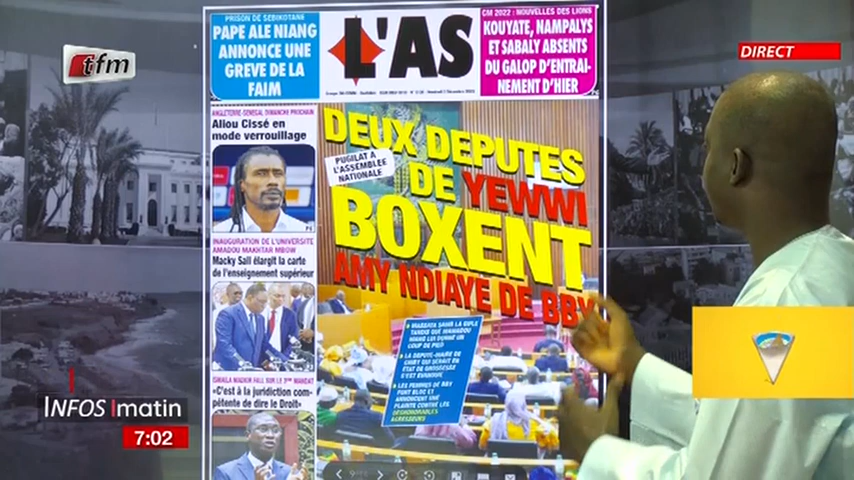 tfm
DIRECT
PRISON DE SEBIKOTANE
PAPE ALE NIANG
ANNONCE UNE
GREVE DE LA
FAIM
L'AS
CM 2022 : NOUVELLES DES LIONS
KOUYATE, NAMPALYS
ET SABALY ABSENTS
DU GALOP D'ENTRAI-
NEMENT D'HIER
ANGLETERRE-SENEGAL DIMANCHE PROCHAIN
Aliou Cissé en
mode verrouillage
INAUGURATION DE L'UNIVERSITE
AMADOU MAKHTAR MBOW
Macky Sall élargit la carte
de l'enseignement supérieur
ISMAILA MADIOR FALL SUR LE 3EME MANDAT
«C'est à la juridiction com-
pétente de dire le Droit»
DEUX DEPUTES
PUGILAT A
L'ASSEMBLEE
NATIONALE
DE YEWWI
BOXENT
AMY NDIAYE DE BBY
MASSATA SAMB LA GIFLE
TANDIS QUE MAMADOU
NIANG LUI DONNAIT UN
COUP DE PIED
LA DEPUTE-MAIRE DE
CHIRY QUI SERAIT EN
ETAT DE GROSSESSE
S'EST EVANOUIE
LES FEMMES DE BBY
FONT BLOC ET
ANNONCENT UNE
PLAINTE CONTRE LES
DESHONORABLES
AGRESSEURS
INFOS matin
7:02